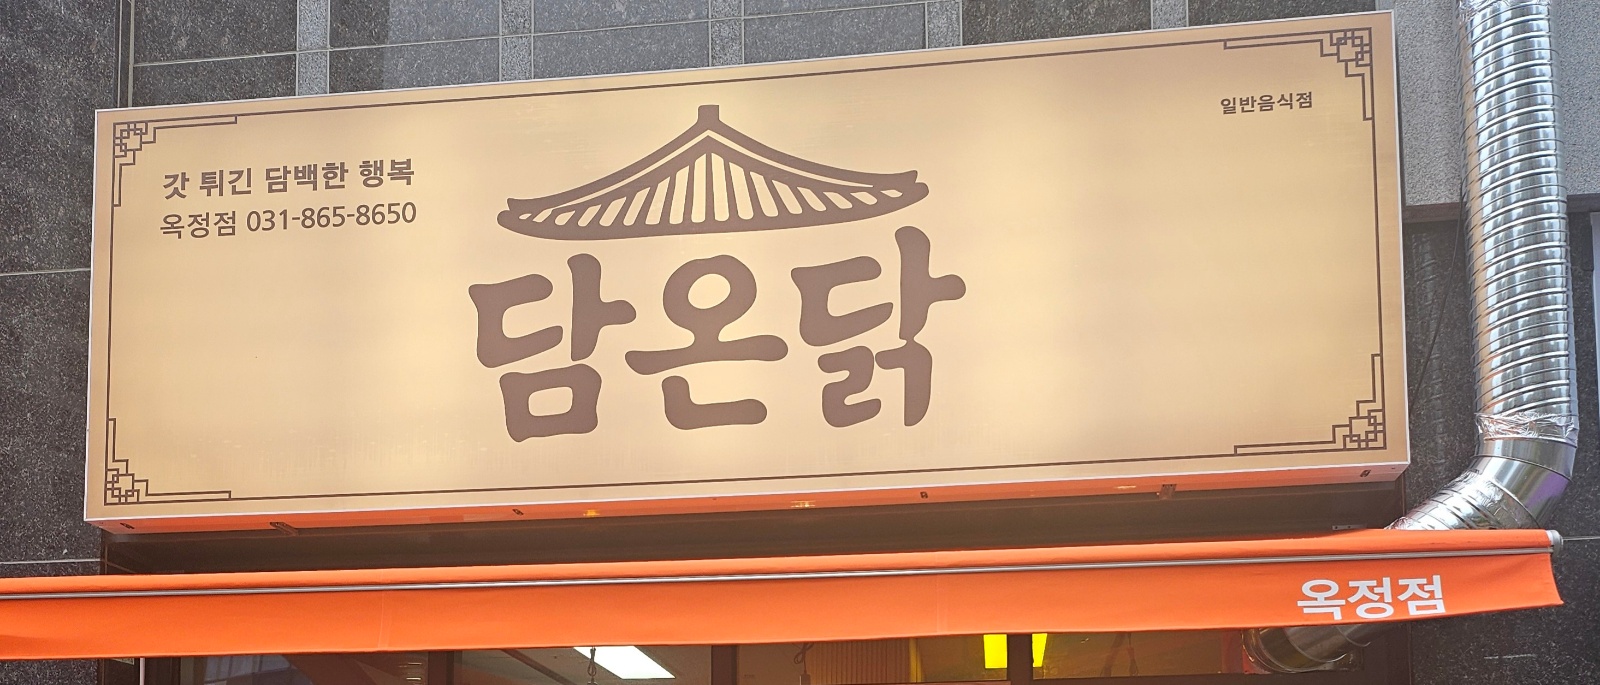 갓 튀긴 담백한 행복
옥정점 031-865-8650
일반음식점
담온닭
옥정점